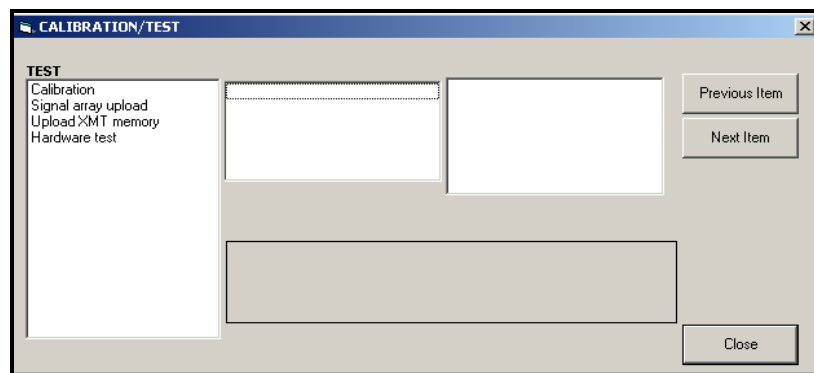 CALIBRATION/TEST
TEST
Calibration
Signal array upload
Upload XMT memory
Hardware test
Previous Item
Next Item
Close